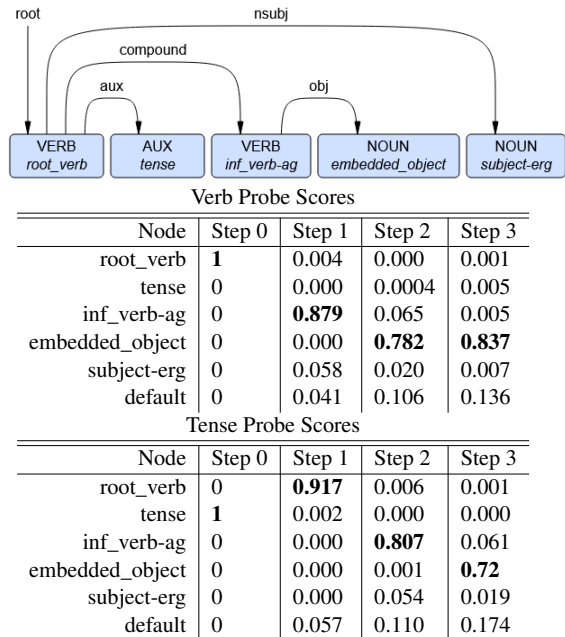 root
nsubj
compound
aux
obj
VERB AUX VERB NOUN NOUN
root_verb tense inf_verb-ag embedded_object subject-erg
Verb Probe Scores
Node Step 0 Step 1 Step 2 Step 3
root_verb 1 0.004 0.000 0.001
tense 0 0.000 0.0004 0.005
inf_verb-ag 0 0.879 0.065 0.005
embedded_object 0 0.000 0.782 0.837
subject-erg 0 0.058 0.020 0.007
default 0 0.041 0.106 0.136
Tense Probe Scores
Node Step 0 Step 1 Step 2 Step 3
root_verb 0 0.917 0.006 0.001
tense 1 0.002 0.000 0.000
inf_verb-ag 0 0.000 0.807 0.061
embedded_object 0 0.000 0.001 0.72
subject-erg 0 0.000 0.054 0.019
default 0 0.057 0.110 0.174